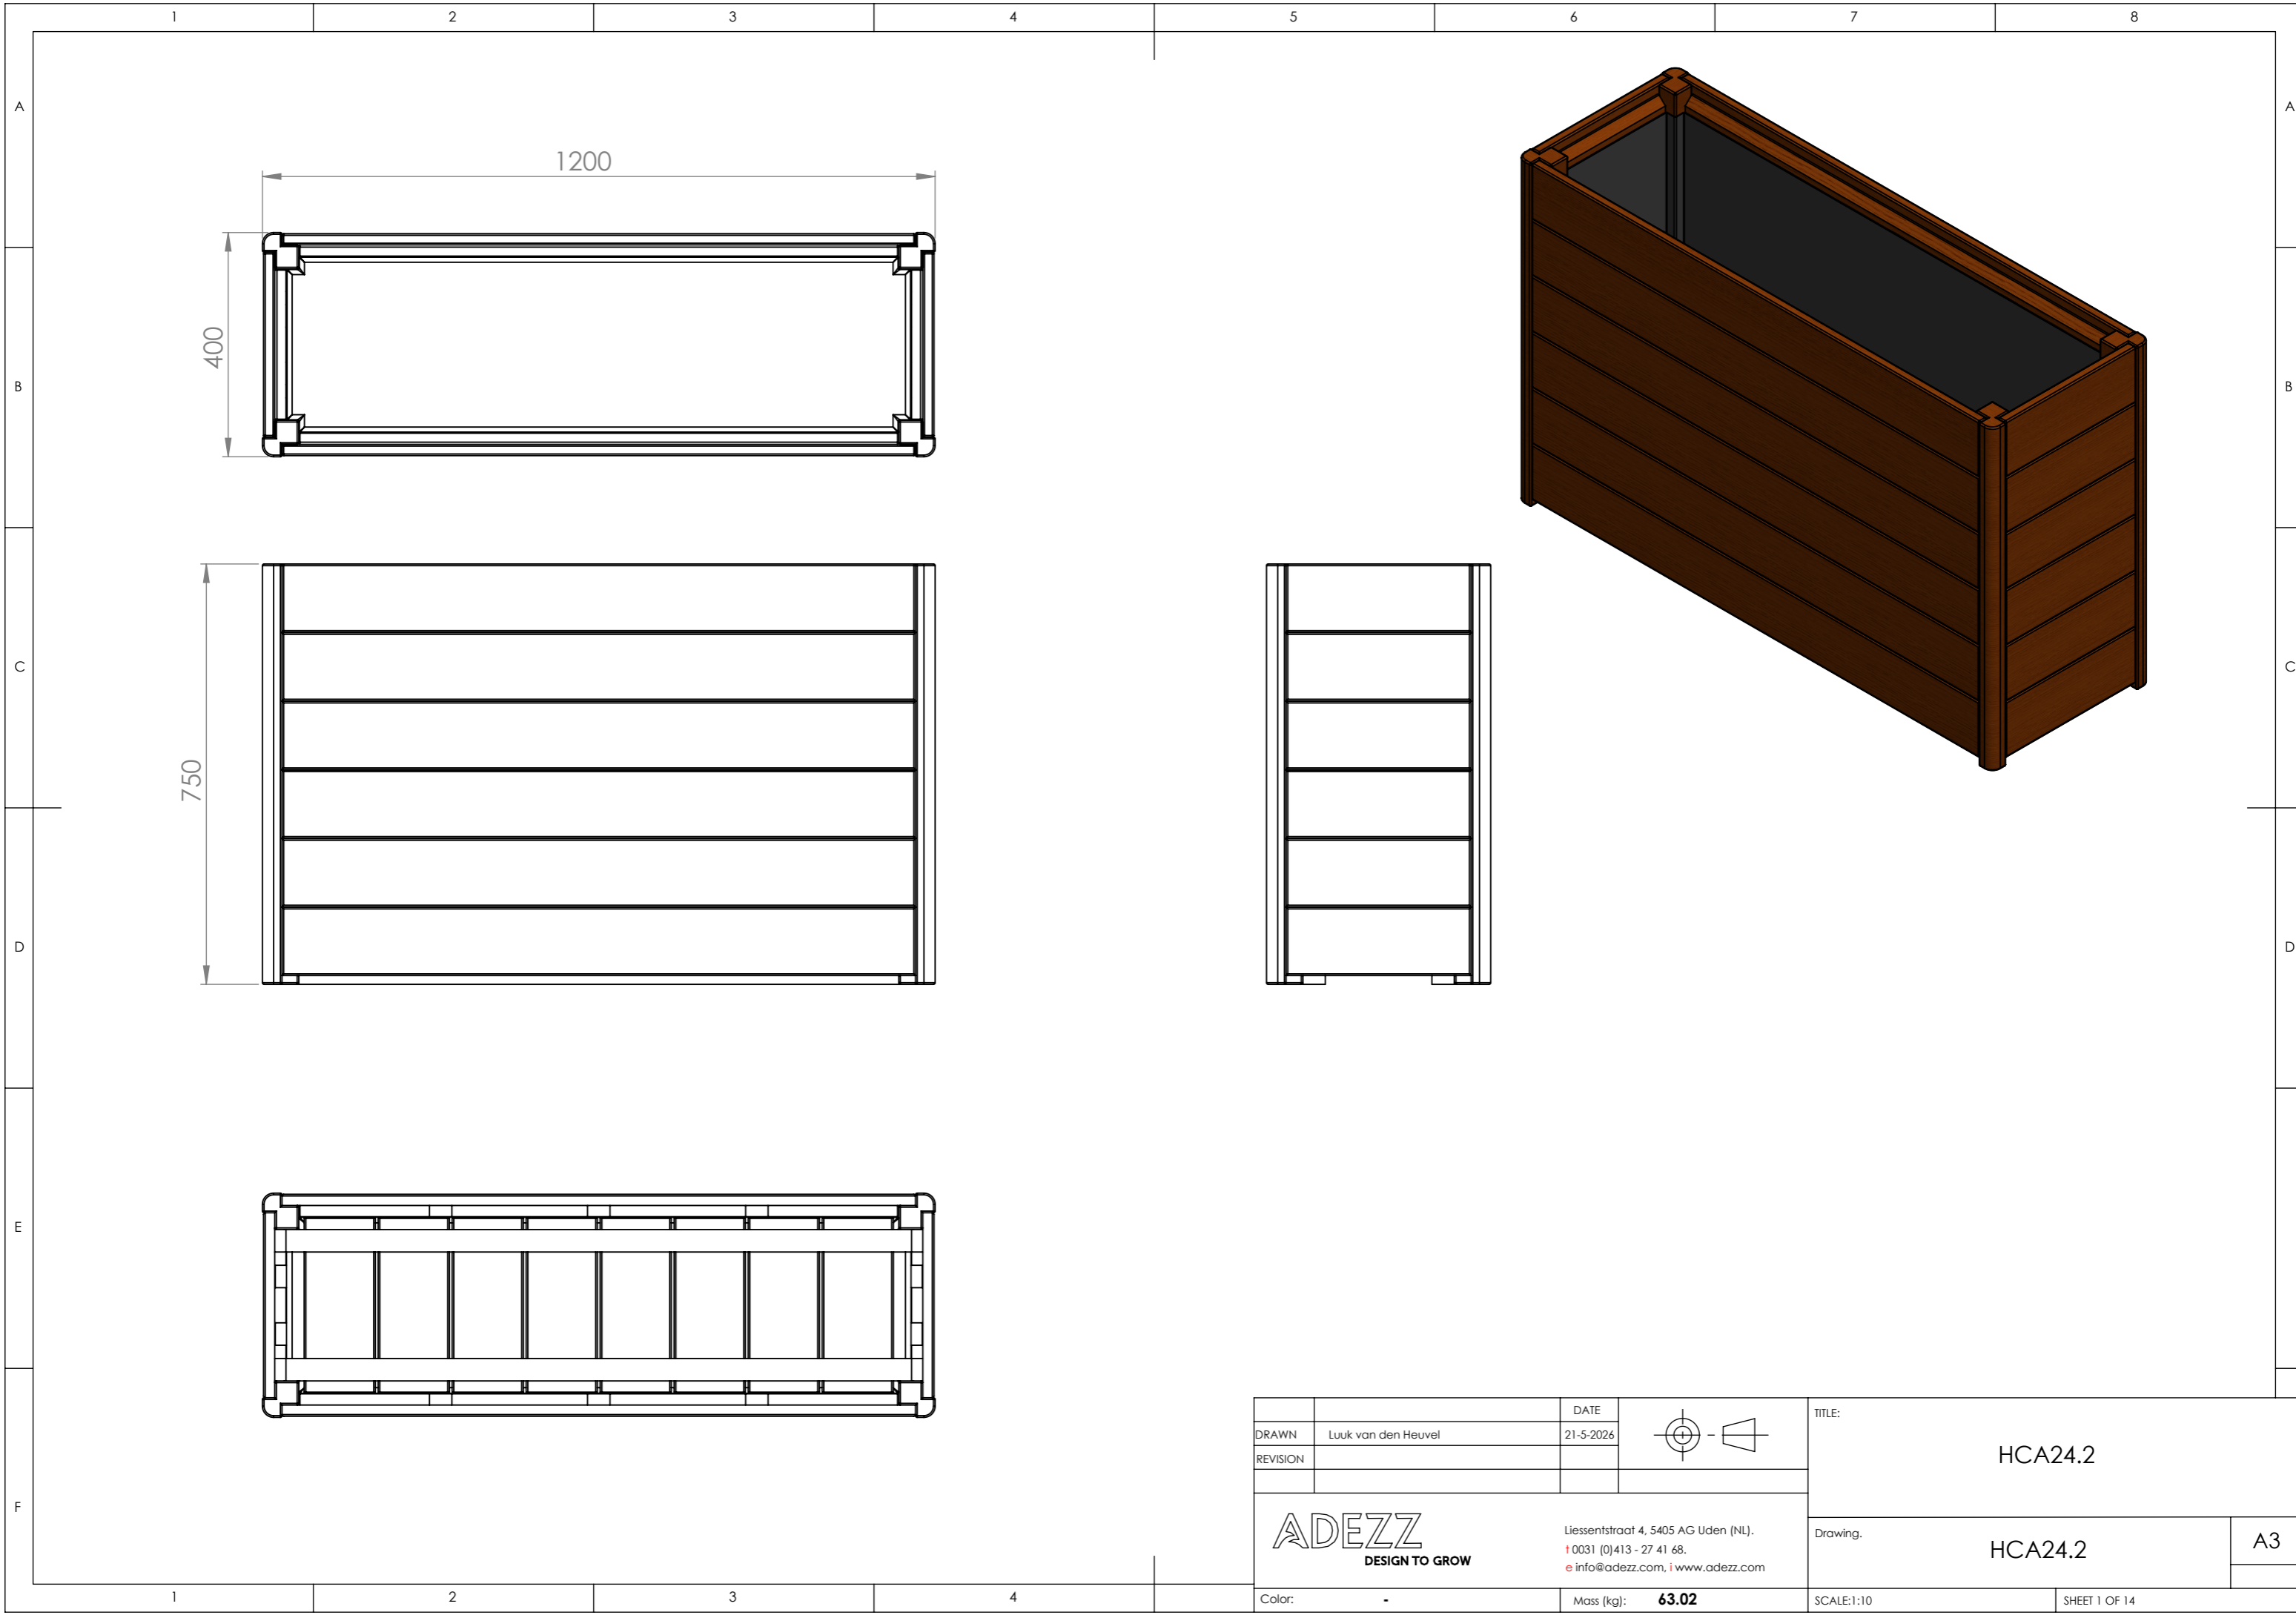 1 2 3 4 5 6 7 8
A A
1200
400
B B
C C
750
D D
E
F
DATE
DRAWN Luuk van den Heuvel 21-5-2026
REVISION
TITLE:
HCA24.2
ADEZZ
DESIGN TO GROW
Liessentstraat 4, 5405 AG Uden (NL).
t 0031 (0)413 - 27 41 68.
e info@adezz.com, i www.adezz.com
Drawing.
HCA24.2
A3
Color: -
Mass (kg): 63.02
SCALE:1:10
SHEET 1 OF 14
1 2 3 4